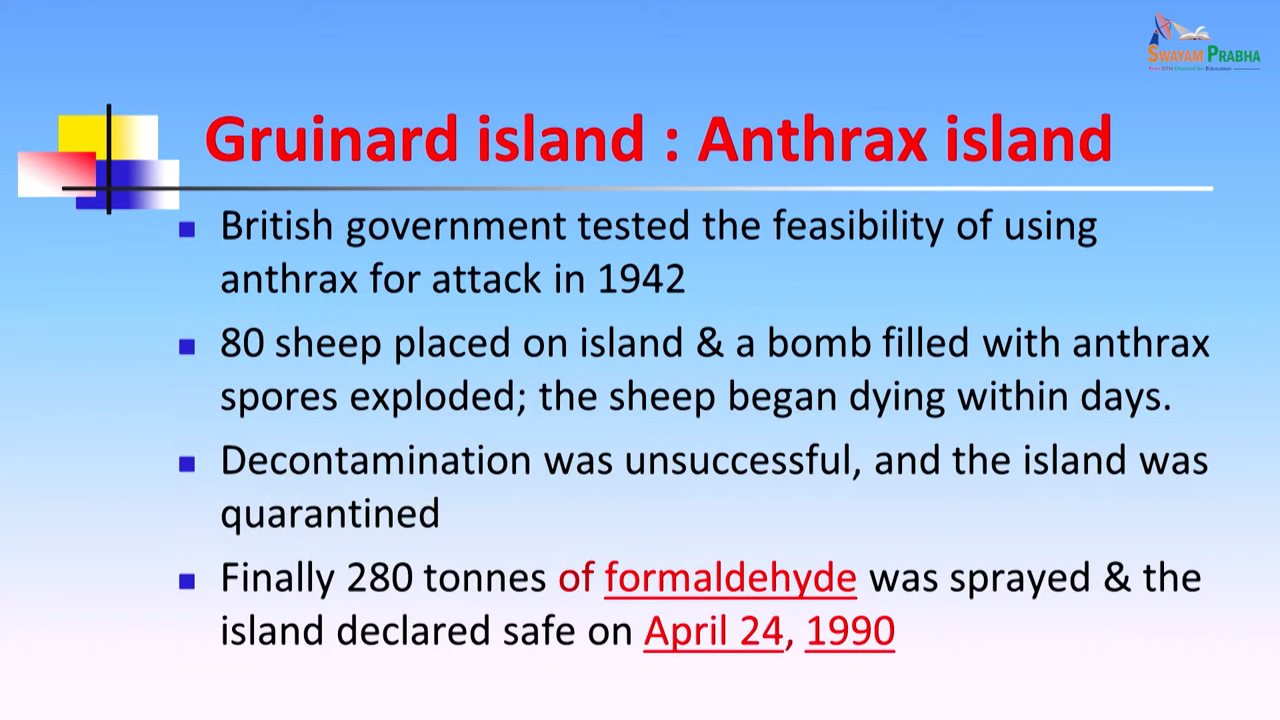 SWAYAM PRABHA
Free DTH Channel for Education
Gruinard island : Anthrax island
British government tested the feasibility of using
anthrax for attack in 1942
80 sheep placed on island & a bomb filled with anthrax
spores exploded; the sheep began dying within days.
Decontamination was unsuccessful, and the island was
quarantined
Finally 280 tonnes of formaldehyde was sprayed & the
island declared safe on April 24, 1990